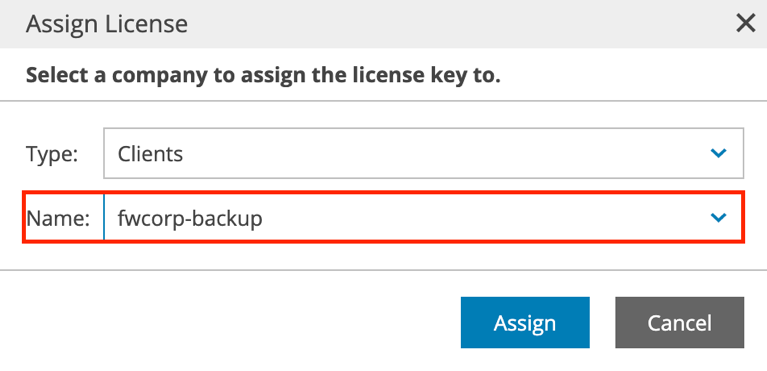 Assign License
Select a company to assign the license key to.
Type: Clients
Name: fwcorp-backup
Assign Cancel